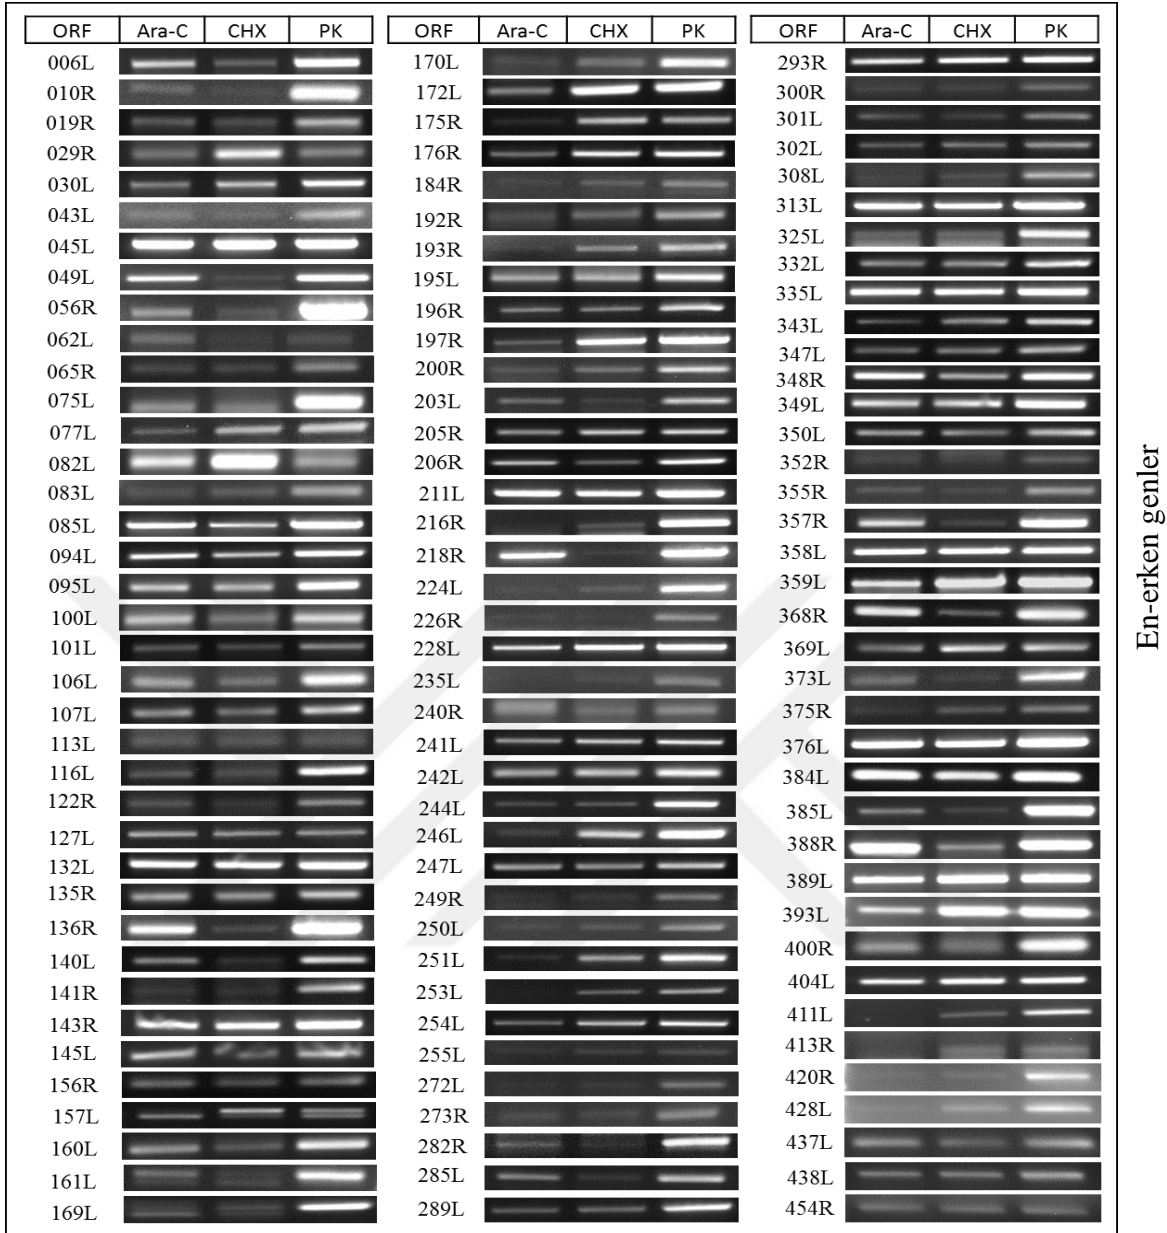 ORF Ara-C CHX PK
006L
010R
019R
029R
030L
043L
045L
049L
056R
062L
065R
075L
077L
082L
083L
085L
094L
095L
100L
101L
106L
107L
113L
116L
122R
127L
132L
135R
136R
140L
141R
143R
145L
156R
157L
160L
161L
169L
ORF Ara-C CHX PK
170L
172L
175R
176R
184R
192R
193R
195L
196R
197R
200R
203L
205R
206R
211L
216R
218R
224L
226R
228L
235L
240R
241L
242L
244L
246L
247L
249R
250L
251L
253L
254L
255L
272L
273R
282R
285L
289L
ORF Ara-C CHX PK
293R
300R
301L
302L
308L
313L
325L
332L
335L
343L
347L
348R
349L
350L
352R
355R
357R
358L
359L
368R
369L
373L
375R
376L
384L
385L
388R
389L
393L
400R
404L
411L
413R
420R
428L
437L
438L
454R
En-erken genler